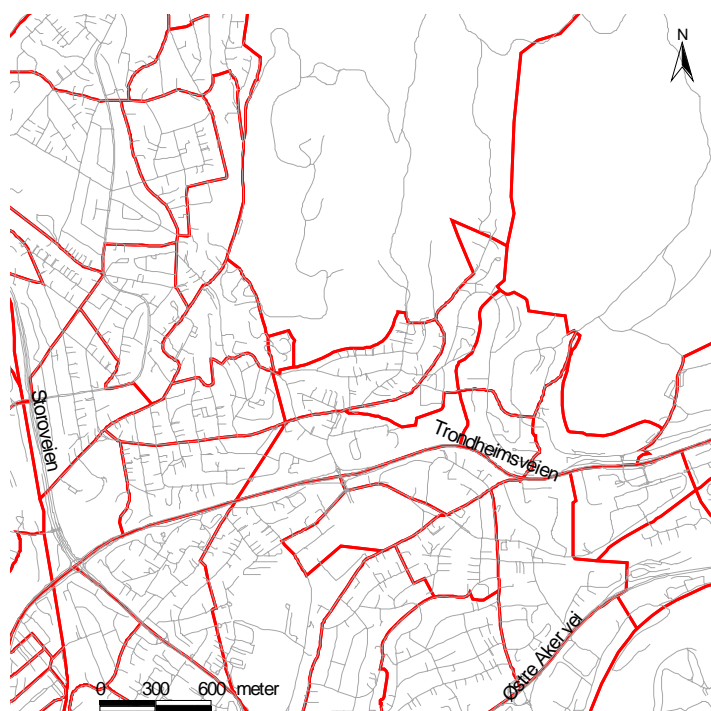 N
Storoveien
Trondheimsveien
Østre Aker vei
0 300 600 meter